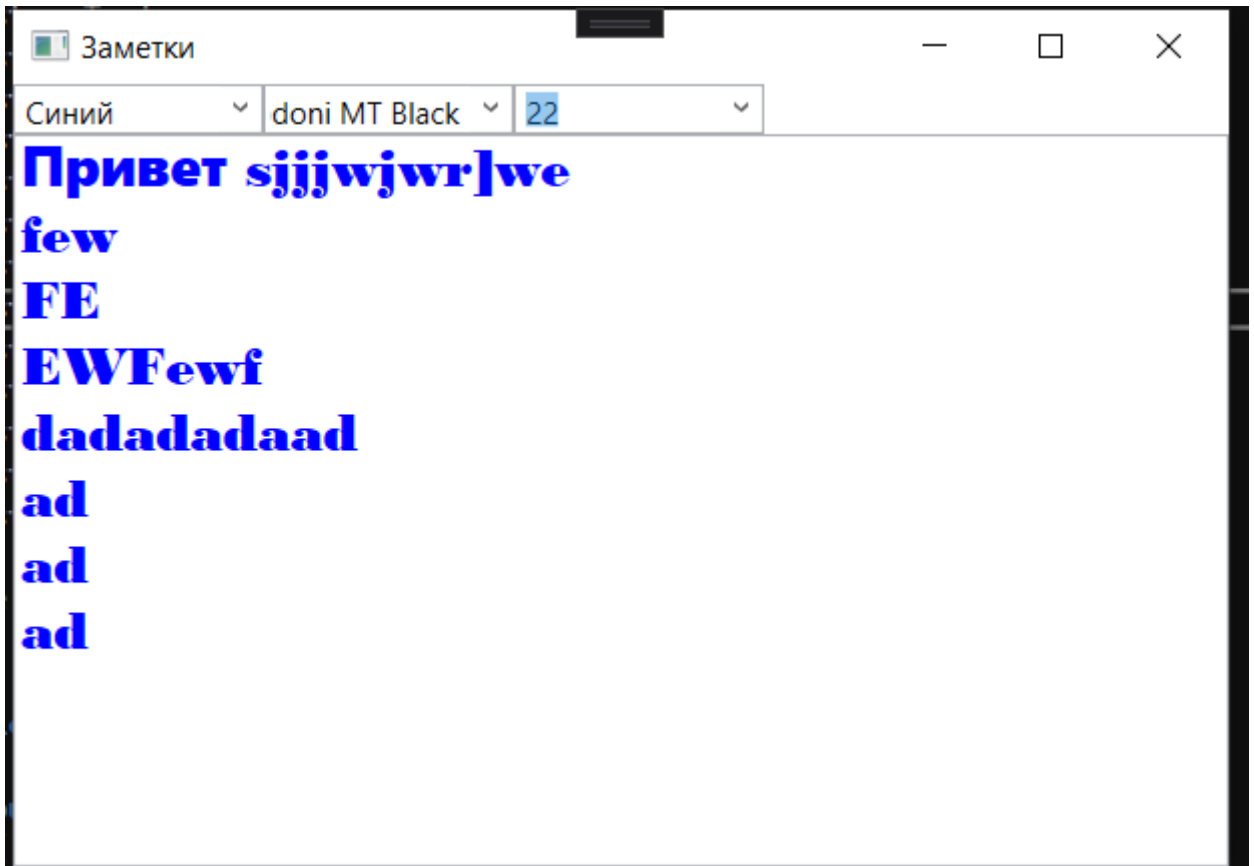 Заметки
Синий doni MT Black 22
Привет sjjjwjwr]we
few
FE
EWFewf
dadadadaad
ad
ad
ad